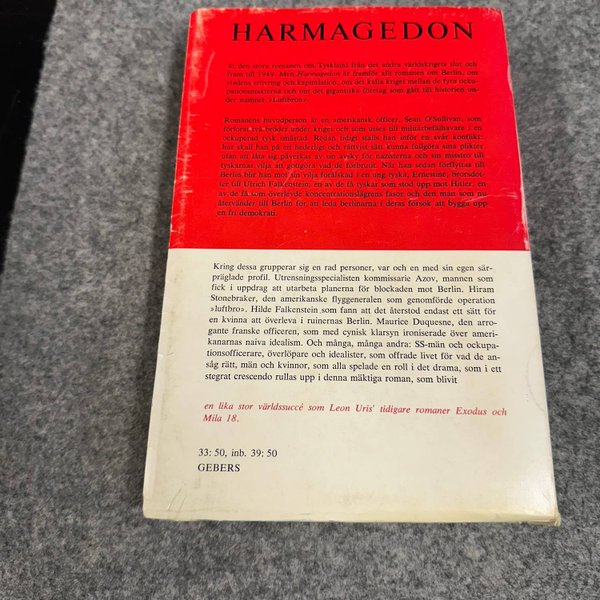 HARMAGEDON
är den stora romanen om Tyskland från det andra världskrigets slut och
fram till 1949. Men Harmagedon är framför allt romanen om Berlin, om
stadens erövring och kapitulation, om det kalla kriget mellan de fyra ocku-
pationsmakterna och om det gigantiska företag som gått till historien un-
der namnet »Luftbron».
Romanens huvudperson är en amerikansk officer, Sean O'Sullivan, som
förlorat två bröder under kriget och som utses till militärbefälhavare i en
ockuperad tysk småstad. Redan tidigt ställs han inför en svår konflikt:
hur skall han på ett hederligt och rättvist sätt kunna fullgöra sina plikter
utan att låta sig påverkas av sin avsky för nazisterna och sin misstro till
tyskarnas vilja att gottgöra vad de förbrutit. När han sedan förflyttas till
Berlin blir han mot sin vilja förälskad i en ung tyska, Ernestine, brorsdot-
ter till Ulrich Falkenstein, en av de få tyskar som stod upp mot Hitler, en
av de få som överlevde koncentrationslägrens fasor och den man som nu
återvänder till Berlin för att leda berlinarna i deras försök att bygga upp
en fri demokrati.
Kring dessa grupperar sig en rad personer, var och en med sin egen sär-
präglade profil. Utrensningsspecialisten kommissarie Azov, mannen som
fick i uppdrag att utarbeta planerna för blockaden mot Berlin. Hiram
Stonebraker, den amerikanske flyggeneralen som genomförde operation
»luftbro». Hilde Falkenstein som fann att det återstod endast ett sätt för
en kvinna att överleva i ruinernas Berlin. Maurice Duquesne, den arro-
gante franske officeren, som med cynisk klarsyn ironiserade över ameri-
kanarnas naiva idealism. Och många, många andra: SS-män och ockupa-
tionsofficerare, överlöpare och idealister, som offrade livet för vad de an-
såg rätt, män och kvinnor, som alla spelade en roll i det drama, som i ett
stegrat crescendo rullas upp i denna mäktiga roman, som blivit
en lika stor världssuccé som Leon Uris' tidigare romaner Exodus och
Mila 18.
33: 50, inb. 39: 50
GEBERS